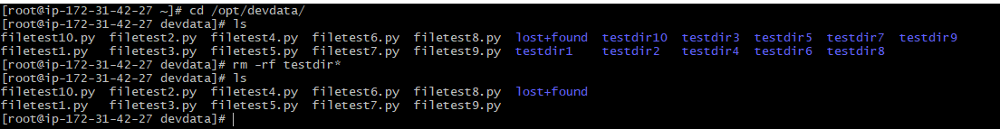 [root@ip-172-31-42-27 ~]# cd /opt/devdata/
[root@ip-172-31-42-27 devdata]# ls
filetest10.py  filetest2.py  filetest4.py  filetest6.py  filetest8.py  lost+found  testdir10  testdir3  testdir5  testdir7  testdir9
filetest1.py   filetest3.py  filetest5.py  filetest7.py  filetest9.py  testdir1    testdir2   testdir4  testdir6  testdir8
[root@ip-172-31-42-27 devdata]# rm -rf testdir*
[root@ip-172-31-42-27 devdata]# ls
filetest10.py  filetest2.py  filetest4.py  filetest6.py  filetest8.py  lost+found
filetest1.py   filetest3.py  filetest5.py  filetest7.py  filetest9.py
[root@ip-172-31-42-27 devdata]#